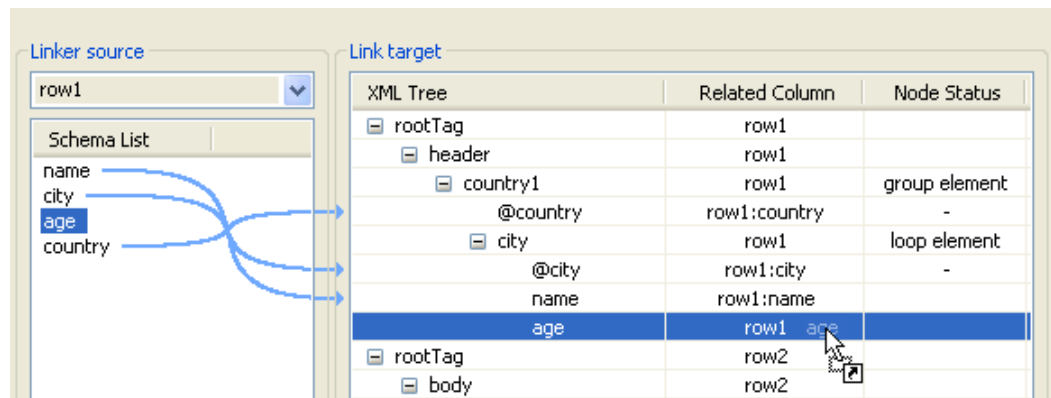 Linker source
row1
Schema List
name
city
age
country
Link target
XML Tree Related Column Node Status
rootTag row1
header row1
country1 row1 group element
@country row1:country -
city row1 loop element
@city row1:city -
name row1:name
age row1 age
rootTag row2
body row2